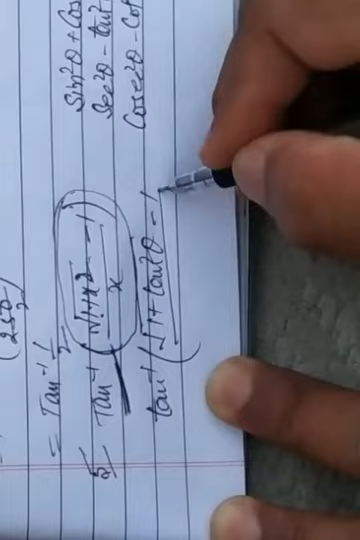 = Tan⁻¹ 1/2
5 Tan⁻¹ (√(1+x²) - 1 / x) Sin²θ + Cos
Sec²θ - tan²
tan⁻¹ (√1 + tan²θ - 1 Cosec²θ - Cot